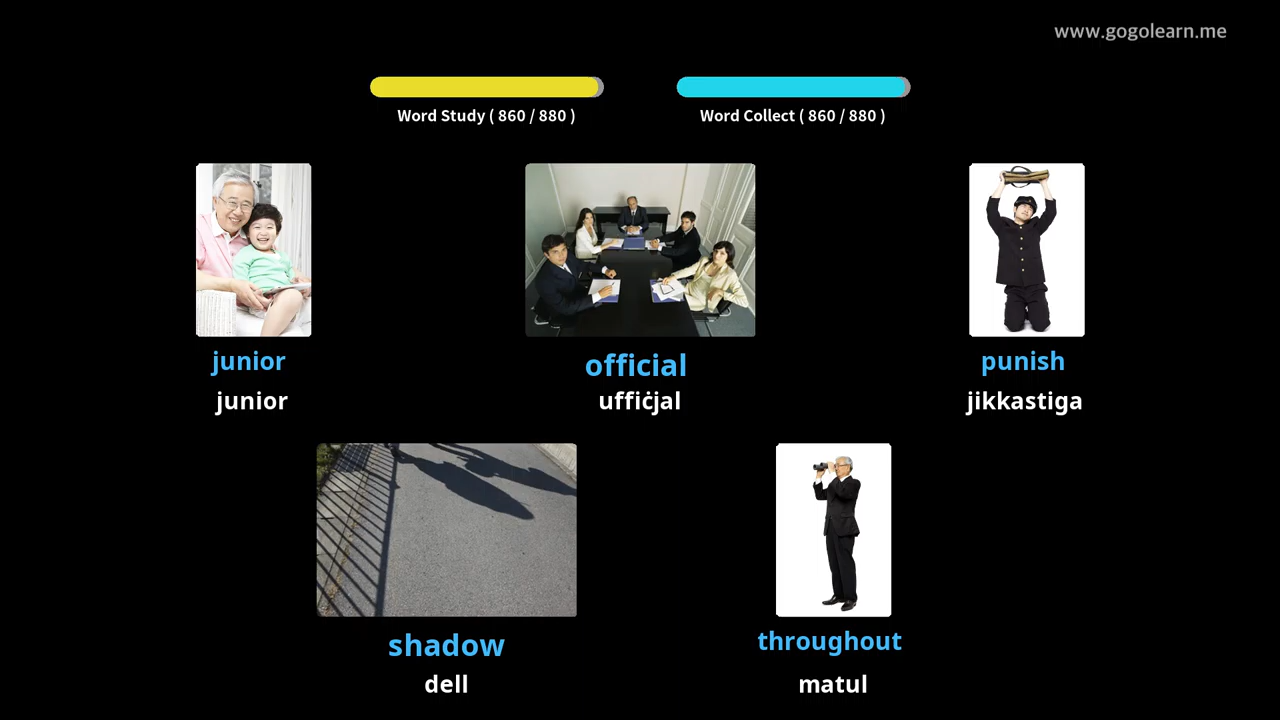 www.gogolearn.me
Word Study ( 860 / 880 )
Word Collect ( 860 / 880 )
junior
junior
official
uffiċjal
punish
jikkastiga
shadow
dell
throughout
matul